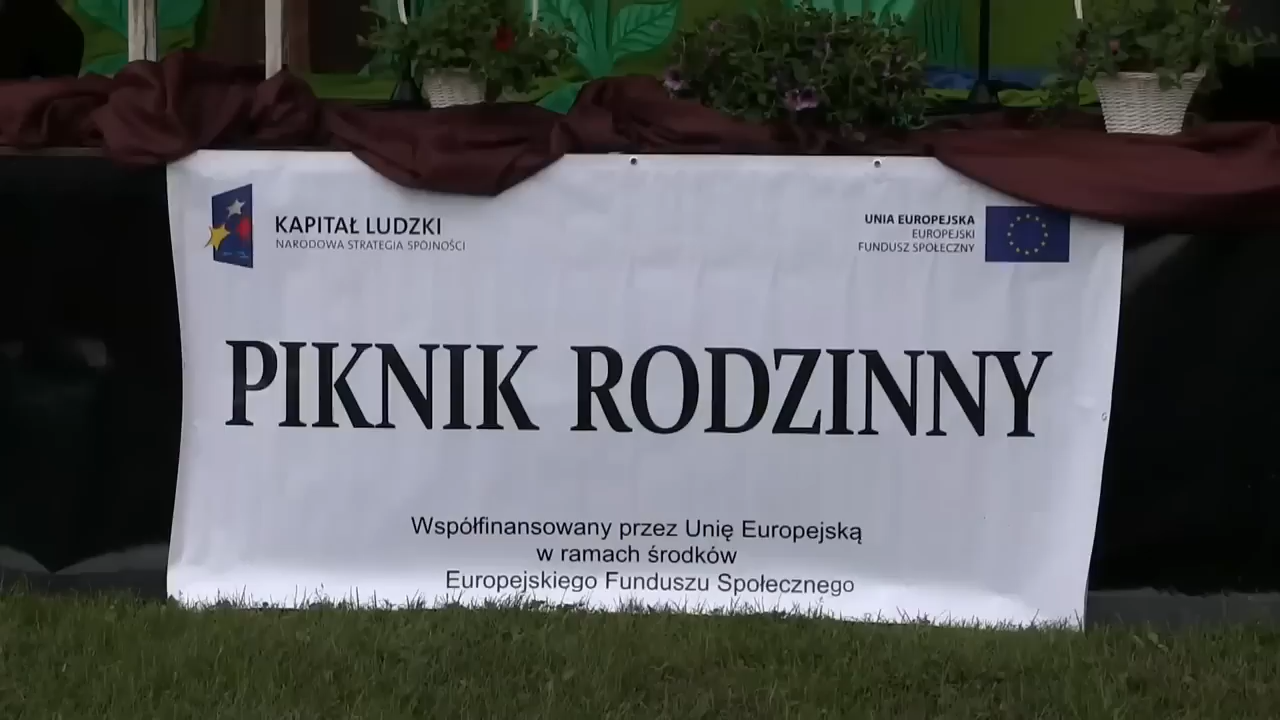 KAPITAŁ LUDZKI
NARODOWA STRATEGIA SPÓJNOŚCI
UNIA EUROPEJSKA
EUROPEJSKI
FUNDUSZ SPOŁECZNY
PIKNIK RODZINNY
Współfinansowany przez Unię Europejską
w ramach środków
Europejskiego Funduszu Społecznego